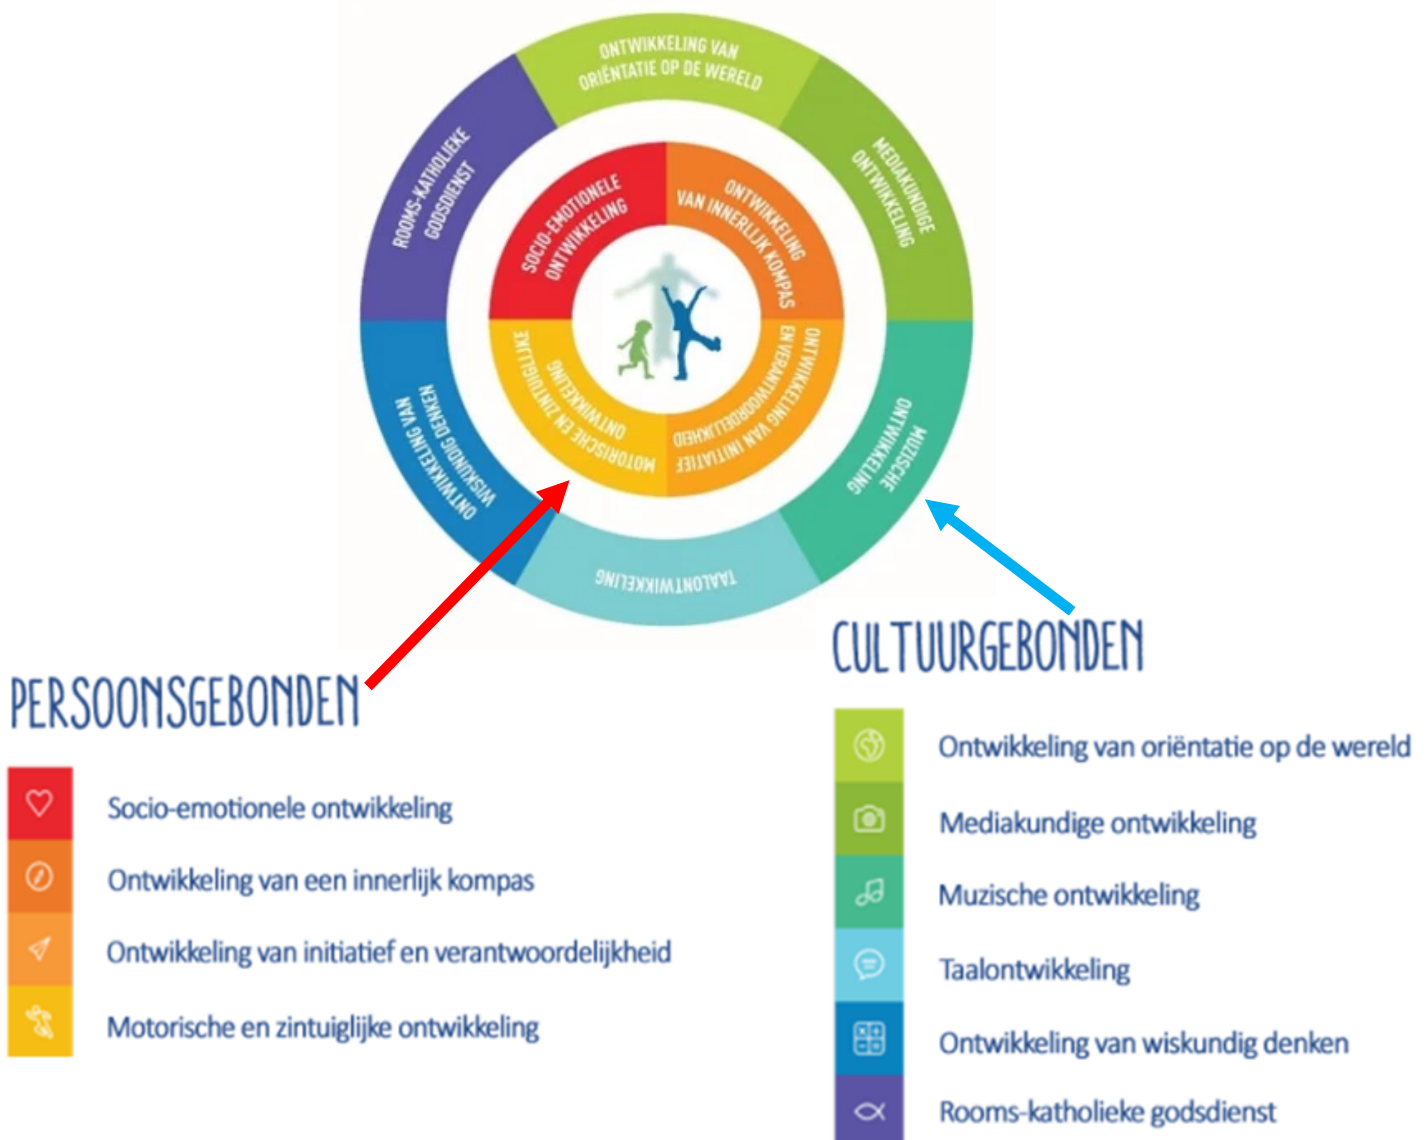 ONTWIKKELING VAN
ORIËNTATIE OP DE WERELD
MEDIAKUNDIGE
ONTWIKKELING
MUZISCHE
ONTWIKKELING
TAALONTWIKKELING
ONTWIKKELING VAN
WISKUNDIG DENKEN
ROOMS-KATHOLIEKE
GODSDIENST
SOCIO-EMOTIONELE
ONTWIKKELING
ONTWIKKELING
VAN INNERLIJK KOMPAS
ONTWIKKELING VAN INITIATIEF
EN VERANTWOORDELIJKHEID
MOTORISCHE EN ZINTUIGLIJKE
ONTWIKKELING
PERSOONSGEBONDEN
Socio-emotionele ontwikkeling
Ontwikkeling van een innerlijk kompas
Ontwikkeling van initiatief en verantwoordelijkheid
Motorische en zintuiglijke ontwikkeling
CULTUURGEBONDEN
Ontwikkeling van oriëntatie op de wereld
Mediakundige ontwikkeling
Muzische ontwikkeling
Taalontwikkeling
Ontwikkeling van wiskundig denken
Rooms-katholieke godsdienst